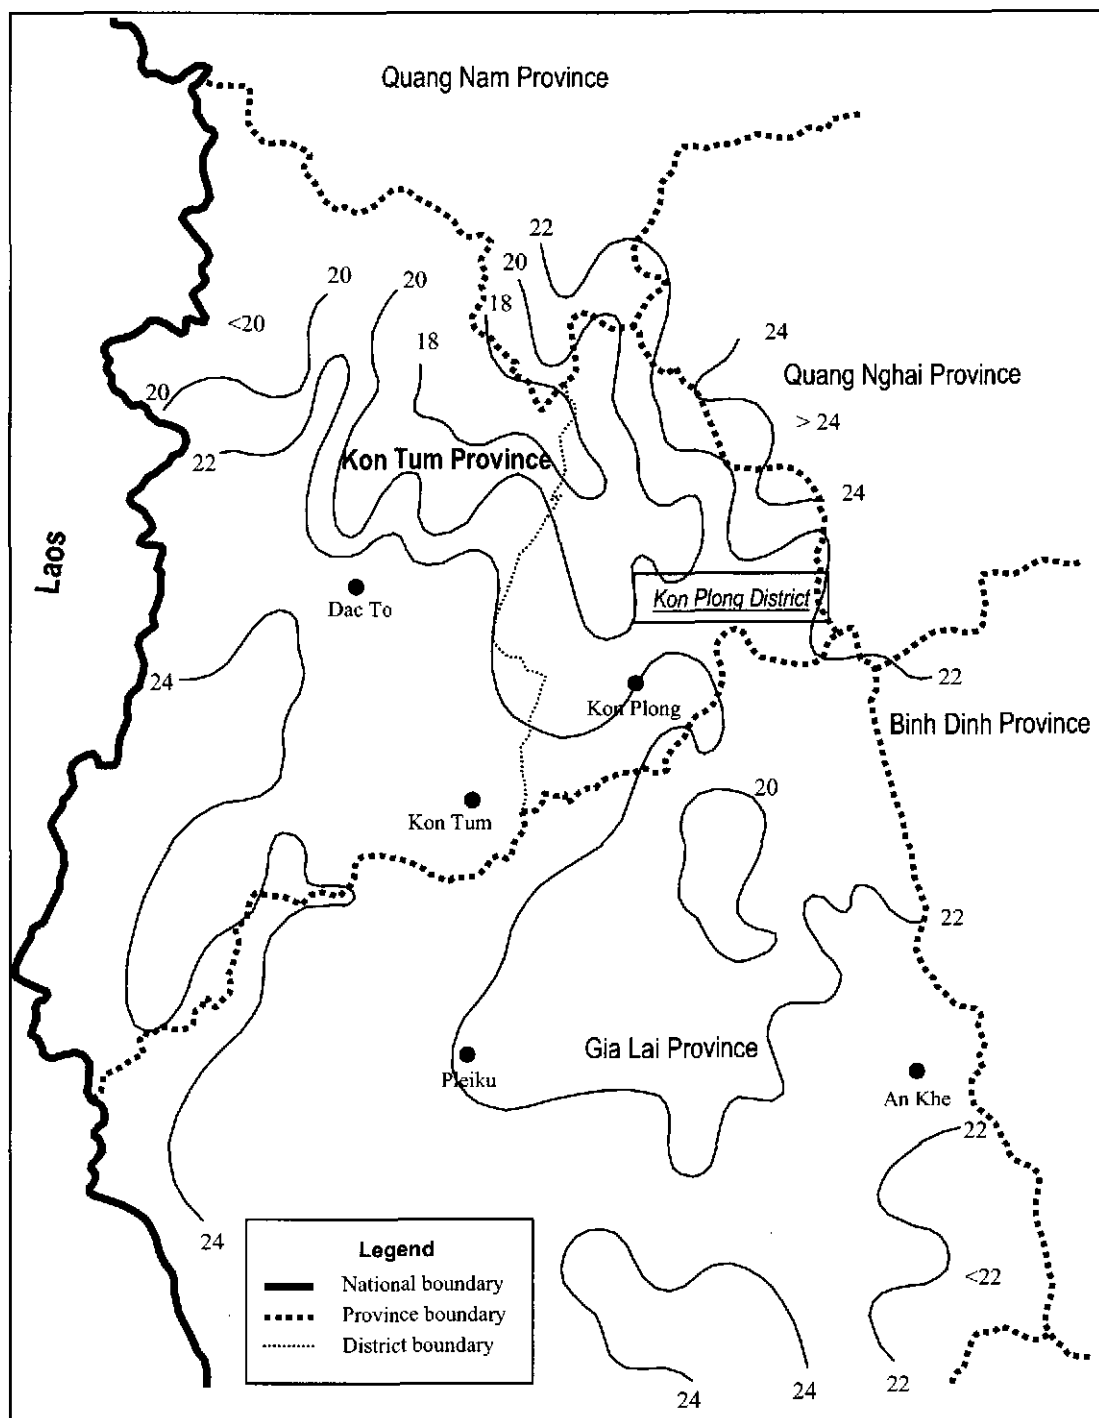 Quang Nam Province
22
20
20
20
18
<20
24
18
Quang Nghai Province
20
> 24
22
Kon Tum Province
24
Laos
Kon Plong District
Dac To
24
22
Kon Plong
Binh Dinh Province
20
Kon Tum
22
Gia Lai Province
Pleiku
An Khe
22
24
Legend
<22
National boundary
Province boundary
District boundary
24
24
22